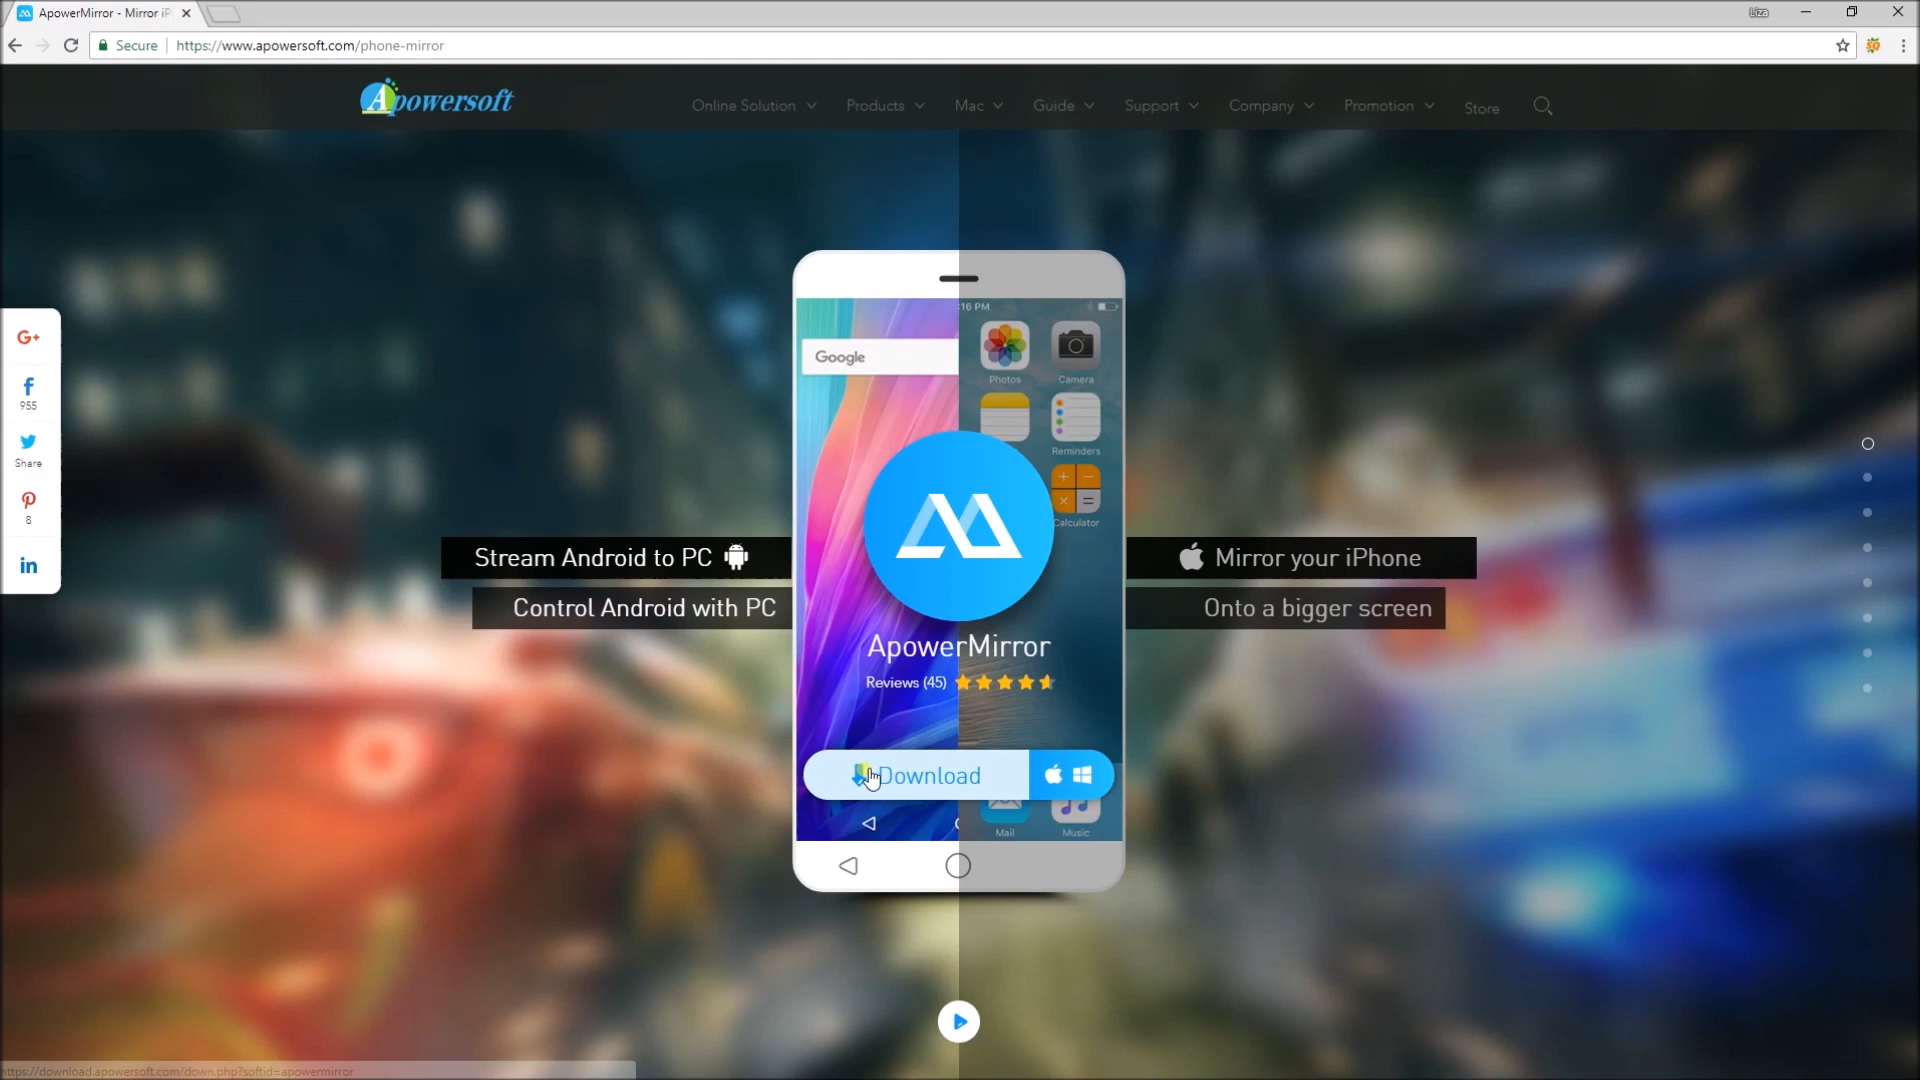 ApowerMirror - Mirror iP
Liza
Secure
https://www.apowersoft.com/phone-mirror
Apowersoft
Online Solution
Products
Mac
Guide
Support
Company
Promotion
Store
G+
955
Share
8
in
:16 PM
Google
Photos
Camera
Reminders
Calculator
Stream Android to PC
Control Android with PC
Mirror your iPhone
Onto a bigger screen
ApowerMirror
Reviews (45)
Download
Mail
Music
https://download.apowersoft.com/down.php?softid=apowermirror